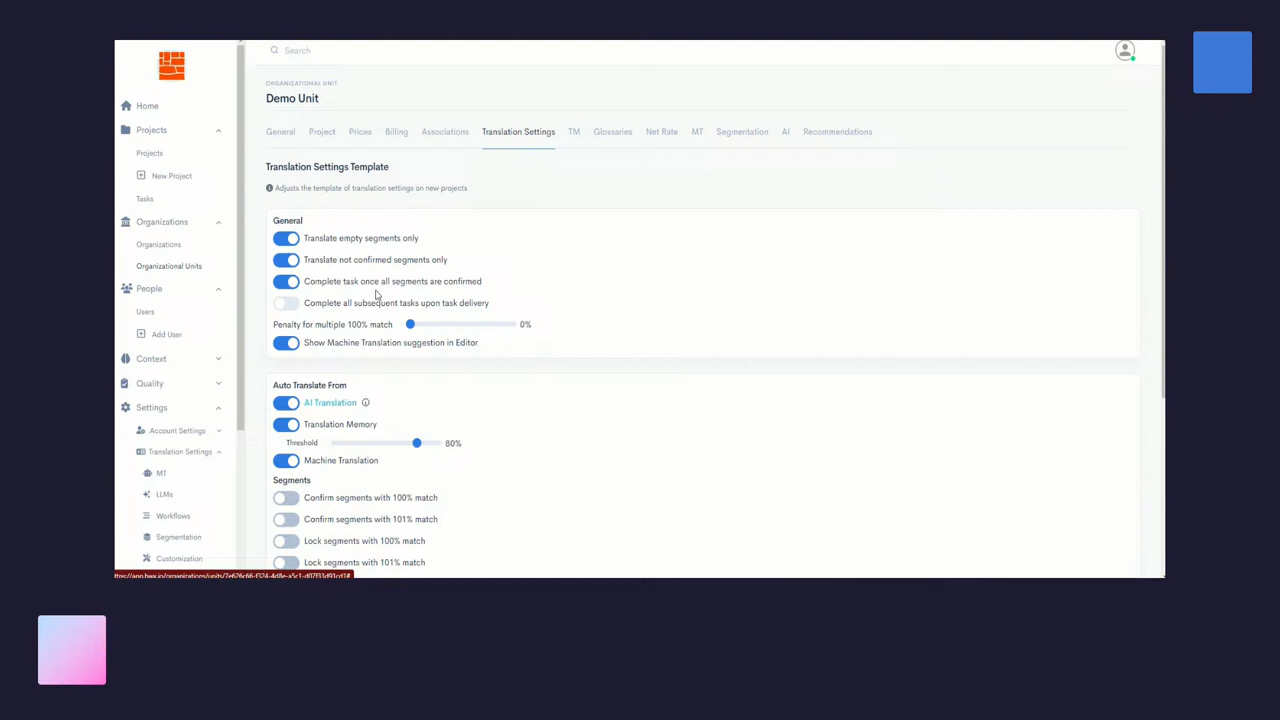 Search
Home
Projects
Projects
New Project
Tasks
Organizations
Organizations
Organizational Units
People
Users
Add User
Context
Quality
Settings
Account Settings
Translation Settings
MT
LLMs
Workflows
Segmentation
Customization
ORGANIZATIONAL UNIT
Demo Unit
General Project Prices Billing Associations Translation Settings TM Glossaries Net Rate MT Segmentation AI Recommendations
Translation Settings Template
Adjusts the template of translation settings on new projects
General
Translate empty segments only
Translate not confirmed segments only
Complete task once all segments are confirmed
Complete all subsequent tasks upon task delivery
Penalty for multiple 100% match 0%
Show Machine Translation suggestion in Editor
Auto Translate From
AI Translation
Translation Memory
Threshold 80%
Machine Translation
Segments
Confirm segments with 100% match
Confirm segments with 101% match
Lock segments with 100% match
Lock segments with 101% match